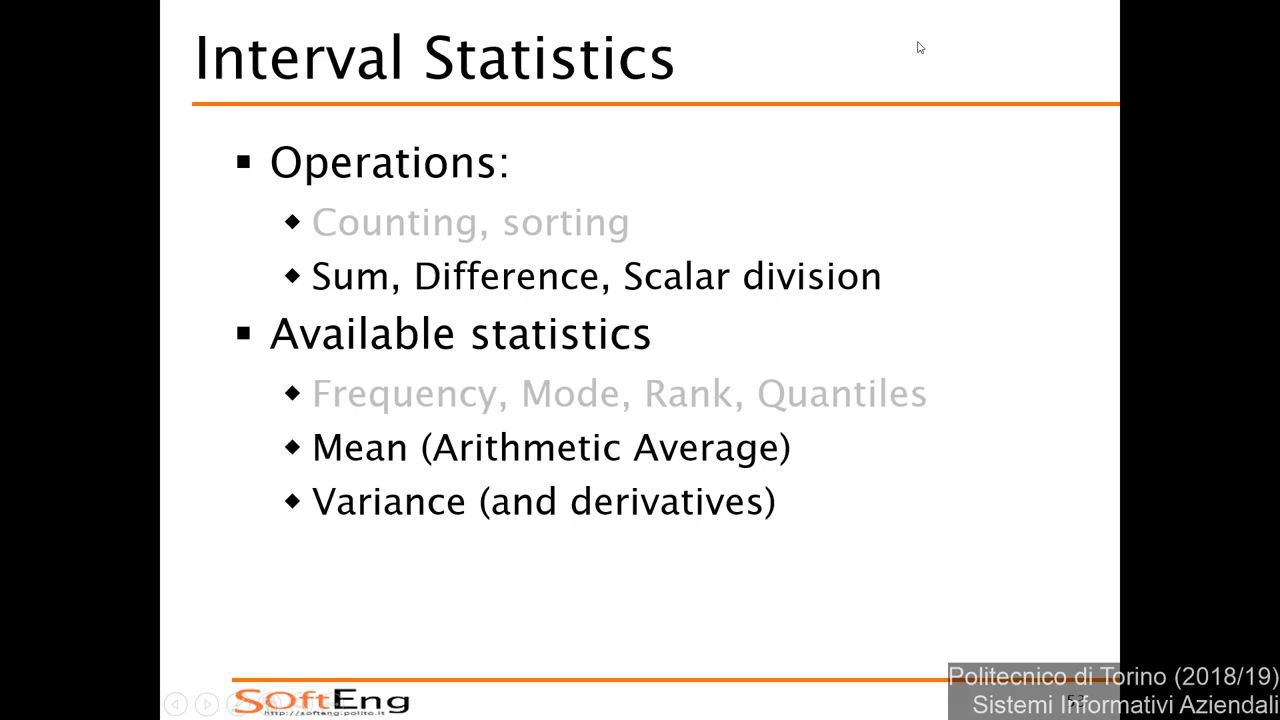 Interval Statistics
Operations:
Counting, sorting
Sum, Difference, Scalar division
Available statistics
Frequency, Mode, Rank, Quantiles
Mean (Arithmetic Average)
Variance (and derivatives)
SoftEng
http://softeng.polito.it
Politecnico di Torino (2018/19)
Sistemi Informativi Aziendali